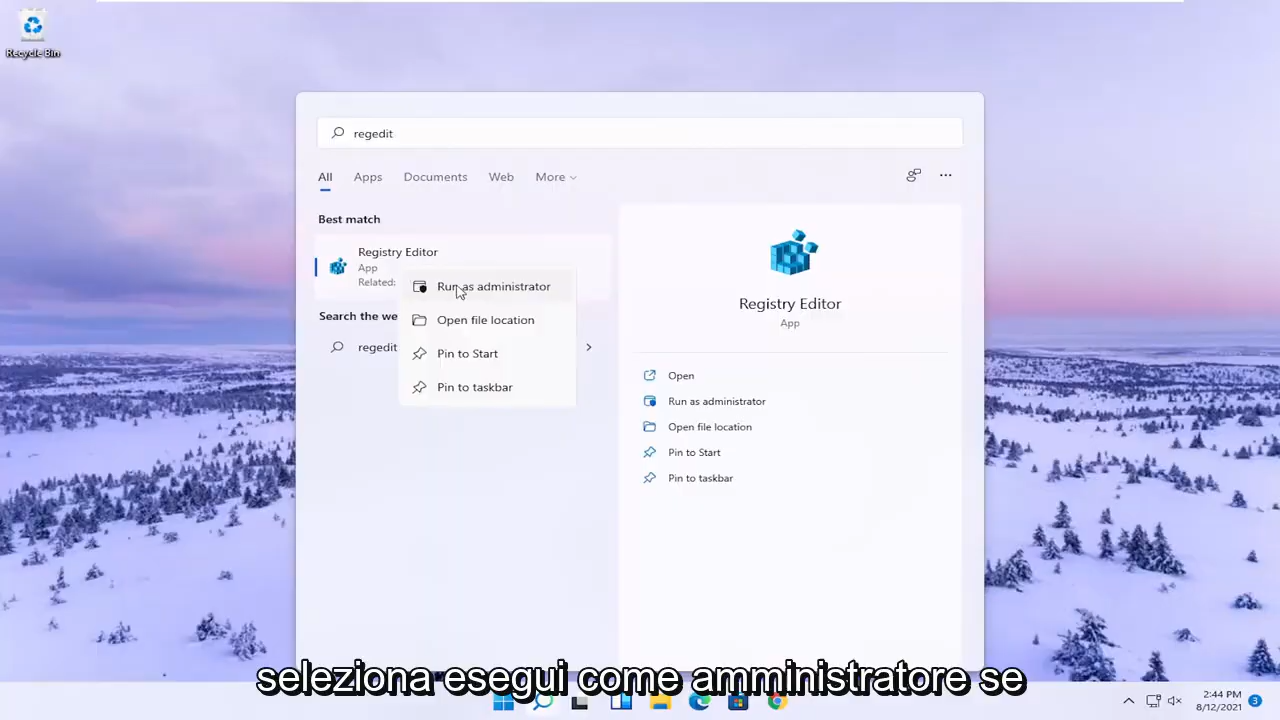 Recycle Bin
regedit
All Apps Documents Web More
Best match
Registry Editor
App
Related:
Run as administrator
Open file location
Pin to Start
Pin to taskbar
Search the we
regedit
Registry Editor
App
Open
Run as administrator
Open file location
Pin to Start
Pin to taskbar
seleziona esegui come amministratore se
2:44 PM
8/12/2021
3